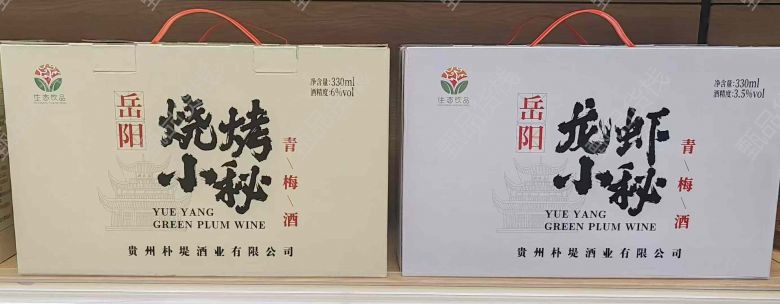 生态饮品
净含量:330ml
酒精度:6%vol
岳阳
烧烤
小秘
青\梅\酒
YUE YANG
GREEN PLUM WINE
贵州朴堤酒业有限公司
生态饮品
净含量:330ml
酒精度:3.5%vol
岳阳
龙虾
小秘
青\梅\酒
YUE YANG
GREEN PLUM WINE
贵州朴堤酒业有限公司